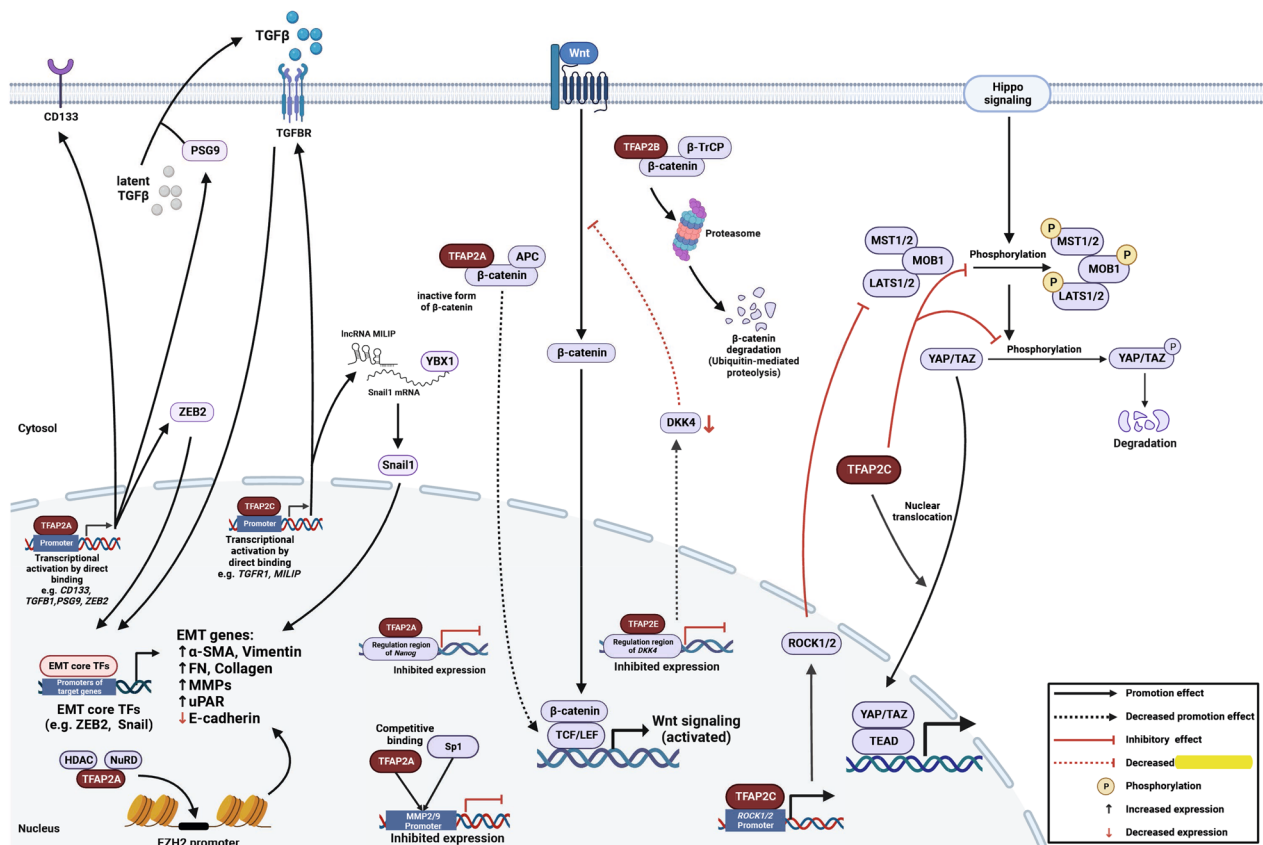 TGFβ
Wnt
Hippo
signaling
CD133
TGFBR
PSG9
latent
TGFβ
TFAP2B
β-TrCP
β-catenin
Proteasome
β-catenin
degradation
(Ubiquitin-mediated
proteolysis)
TFAP2A
APC
β-catenin
inactive form
of β-catenin
MST1/2
MOB1
LATS1/2
Phosphorylation
P
MST1/2
P
MOB1
P
LATS1/2
lncRNA MILIP
YBX1
Snail1 mRNA
β-catenin
YAP/TAZ
Phosphorylation
YAP/TAZ
P
Degradation
ZEB2
DKK4
Cytosol
Snail1
TFAP2C
Nuclear
translocation
TFAP2A
Promoter
Transcriptional
activation by direct
binding
e.g. CD133,
TGFB1,PSG9, ZEB2
TFAP2C
Promoter
Transcriptional
activation by
direct binding
e.g. TGFR1, MILIP
EMT genes:
↑α-SMA, Vimentin
↑FN, Collagen
↑MMPs
↑uPAR
↓E-cadherin
TFAP2A
Regulation region
of Nanog
Inhibited expression
TFAP2E
Regulation region
of DKK4
Inhibited expression
ROCK1/2
EMT core TFs
Promoters of
target genes
EMT core TFs
(e.g. ZEB2, Snail)
β-catenin
TCF/LEF
Wnt signaling
(activated)
YAP/TAZ
TEAD
HDAC
NuRD
TFAP2A
EZH2 promoter
Competitive
binding
TFAP2A
Sp1
MMP2/9
Promoter
Inhibited expression
TFAP2C
ROCK1/2
Promoter
Nucleus
Promotion effect
Decreased promotion effect
Inhibitory effect
Decreased
P
Phosphorylation
↑ Increased expression
↓ Decreased expression